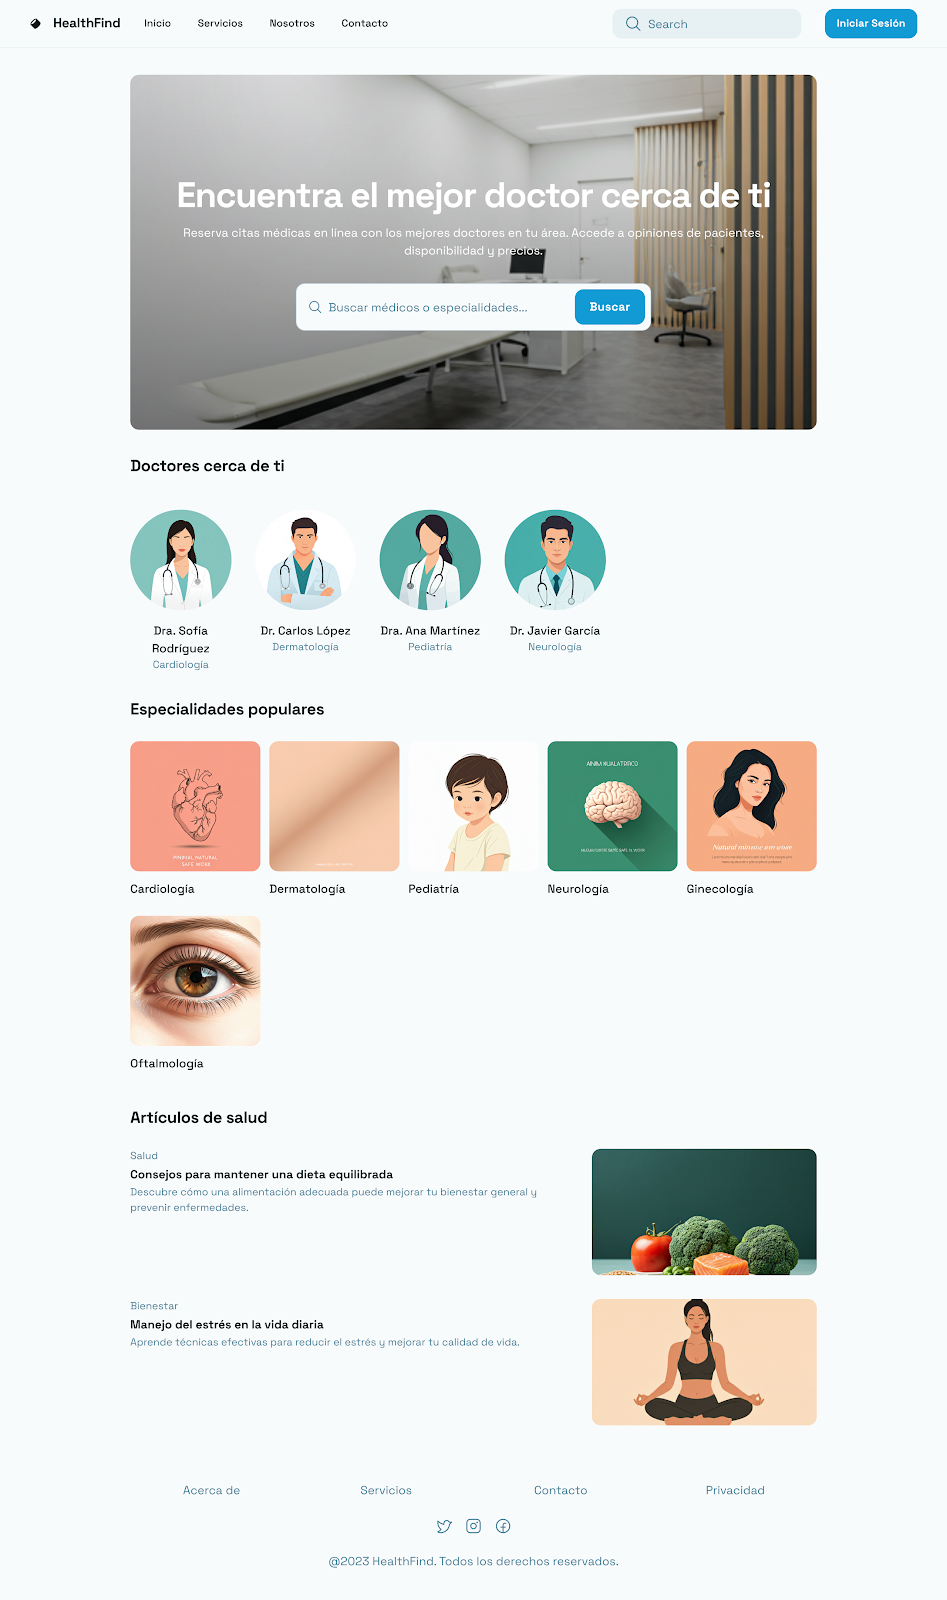 HealthFind
Inicio
Servicios
Nosotros
Contacto
Search
Iniciar Sesión
Encuentra el mejor doctor cerca de ti
Reserva citas médicas en línea con los mejores doctores en tu área. Accede a opiniones de pacientes,
disponibilidad y precios.
Buscar médicos o especialidades...
Buscar
Doctores cerca de ti
Dra. Sofía
Rodríguez
Cardiología
Dr. Carlos López
Dermatología
Dra. Ana Martínez
Pediatría
Dr. Javier García
Neurología
Especialidades populares
MINIMAL NATURAL
SAFE WORK
Cardiología
Dermatología
Pediatría
Neurología
Natural
Ginecología
Oftalmología
Artículos de salud
Salud
Consejos para mantener una dieta equilibrada
Descubre cómo una alimentación adecuada puede mejorar tu bienestar general y
prevenir enfermedades.
Bienestar
Manejo del estrés en la vida diaria
Aprende técnicas efectivas para reducir el estrés y mejorar tu calidad de vida.
Acerca de
Servicios
Contacto
Privacidad
@2023 HealthFind. Todos los derechos reservados.